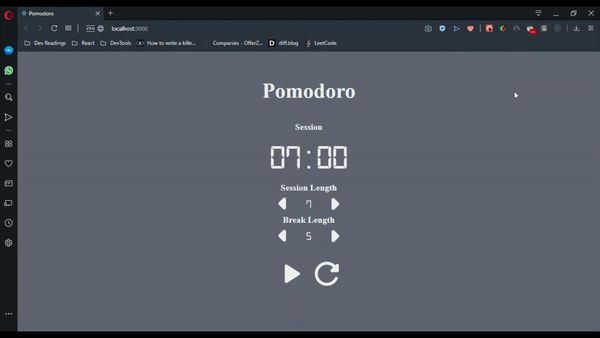 Pomodoro
VPN
localhost:3000
Dev Readings
React
DevTools
How to write a kille...
Companies - OfferZ...
D
diff.blog
LeetCode
Pomodoro
Session
07:00
Session Length
7
Break Length
5